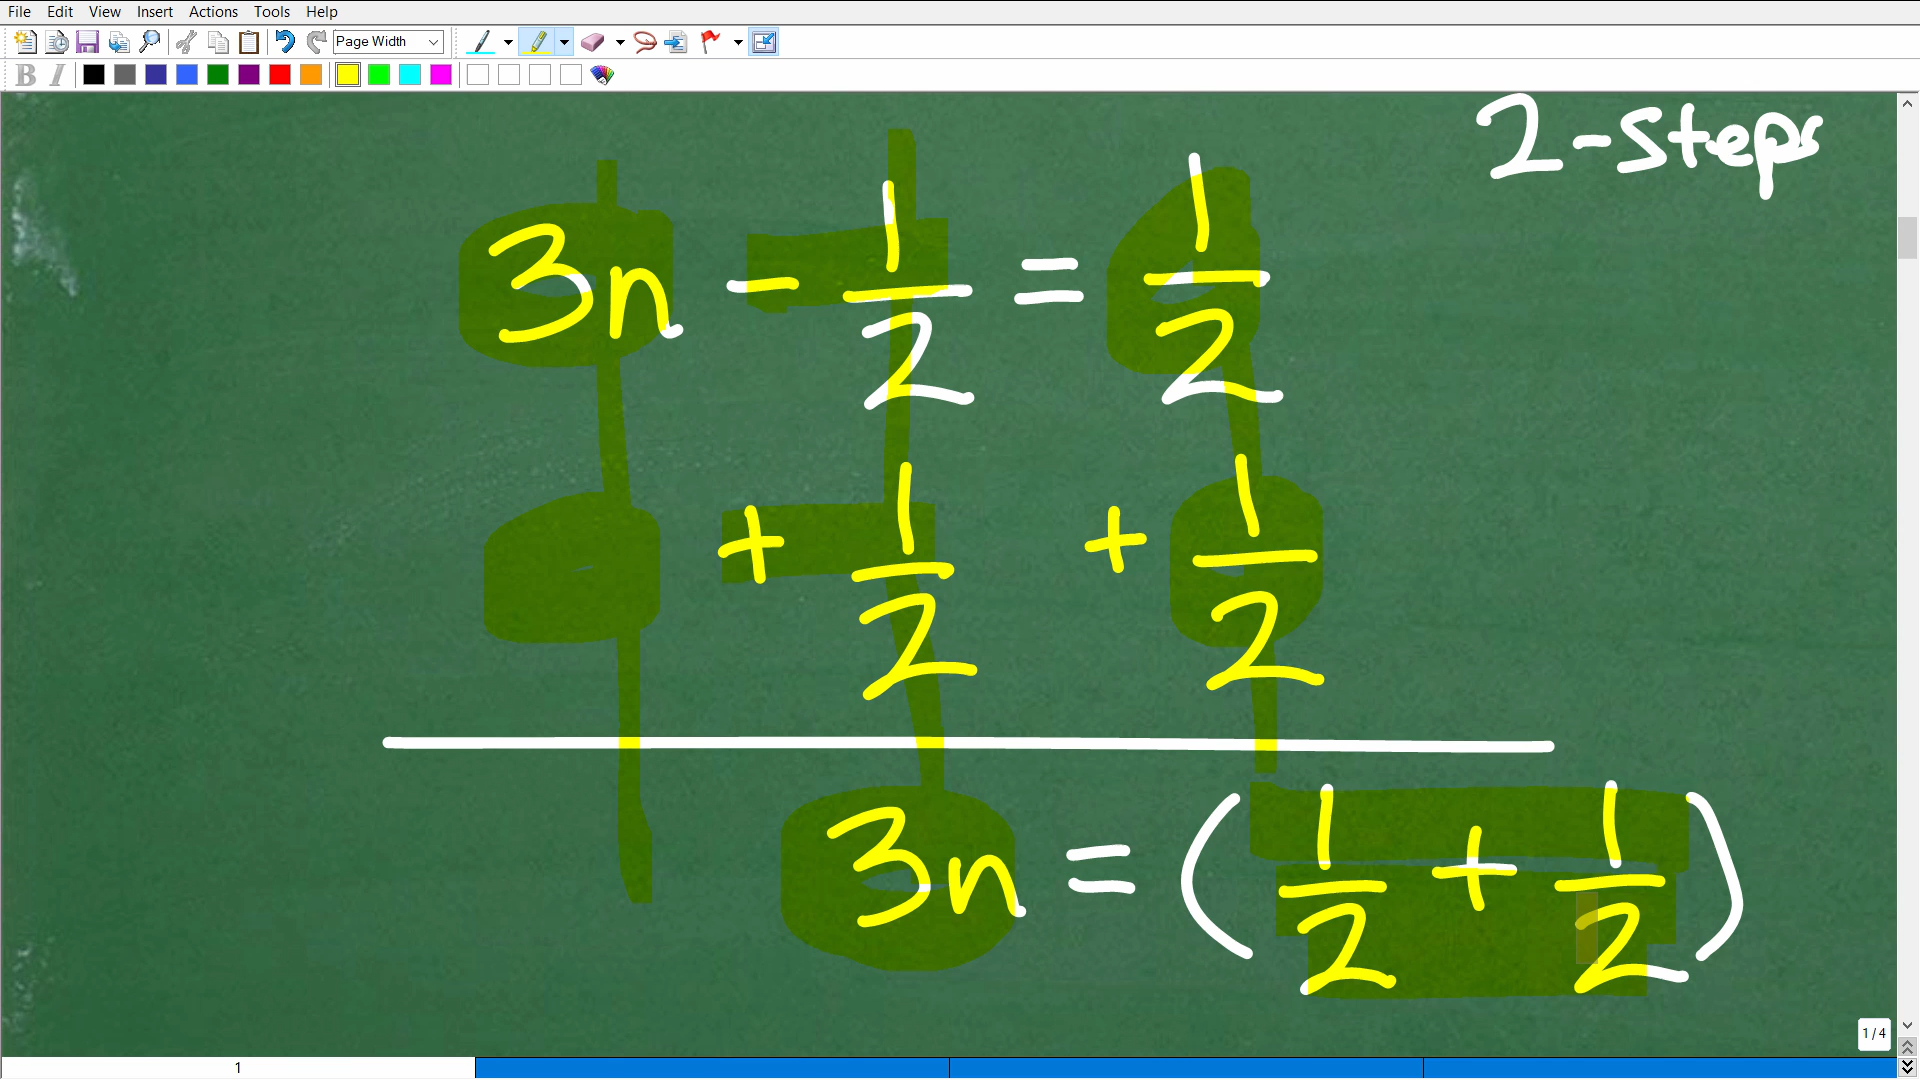 File Edit View Insert Actions Tools Help
Page Width
B I
2-steps
3n - 1/2 = 1/2
+ 1/2 + 1/2
3n = (1/2 + 1/2)
1/4
1